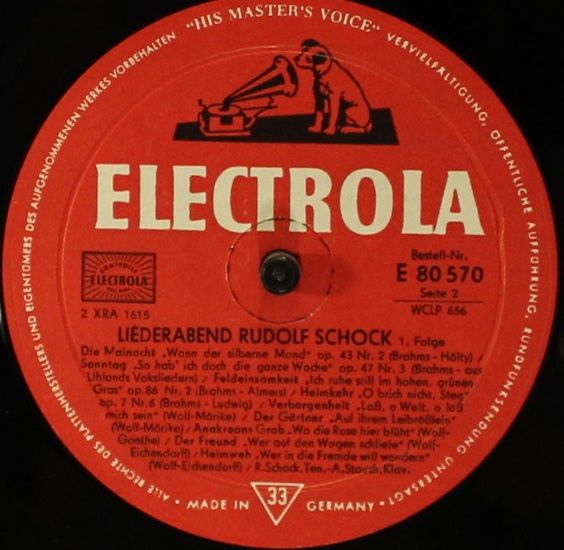 "HIS MASTER'S VOICE"
VERVIELFÄLTIGUNG, ÖFFENTLICHE AUFFÜHRUNG, RUNDFUNKSENDUNG UNTERSAGT · ALLE RECHTE DES PLATTENHERSTELLERS UND EIGENTÜMERS DES AUFGENOMMENEN WERKES VORBEHALTEN
ELECTROLA
ELECTROLA
2 XRA 1615
Bestell-Nr.
E 80 570
Seite 2
WCLP 656
LIEDERABEND RUDOLF SCHOCK 1. Folge
Die Mainacht „Wann der silberne Mond" op. 43 Nr. 2 (Brahms - Hölty) /
Sonntag „So hab' ich doch die ganze Woche" op. 47 Nr. 3 (Brahms - aus
Uhlands Voksliedern) / Feldeinsamkeit „Ich ruhe still im hohen, grünen
Gras" op. 86 Nr. 2 (Brahms - Almers) / Heimkehr „O brich nicht, Steg"
op. 7 Nr. 6 (Brahms - Ludwig) / Verborgenheit „Laß, o Welt, o laß
mich sein" (Wolf-Mörike) / Der Gärtner „Auf ihrem Leibrößlein"
(Wolf-Mörike) / Anakreons Grab „Wo die Rose hier blüht" (Wolf-
Goethe) / Der Freund „Wer auf den Wogen schliefe" (Wolf-
Eichendorff) / Heimweh „Wer in die Fremde will wandern"
(Wolf-Eichendorff) / R. Schock, Ten. - A. Stauch, Klav.
MADE IN 33 GERMANY